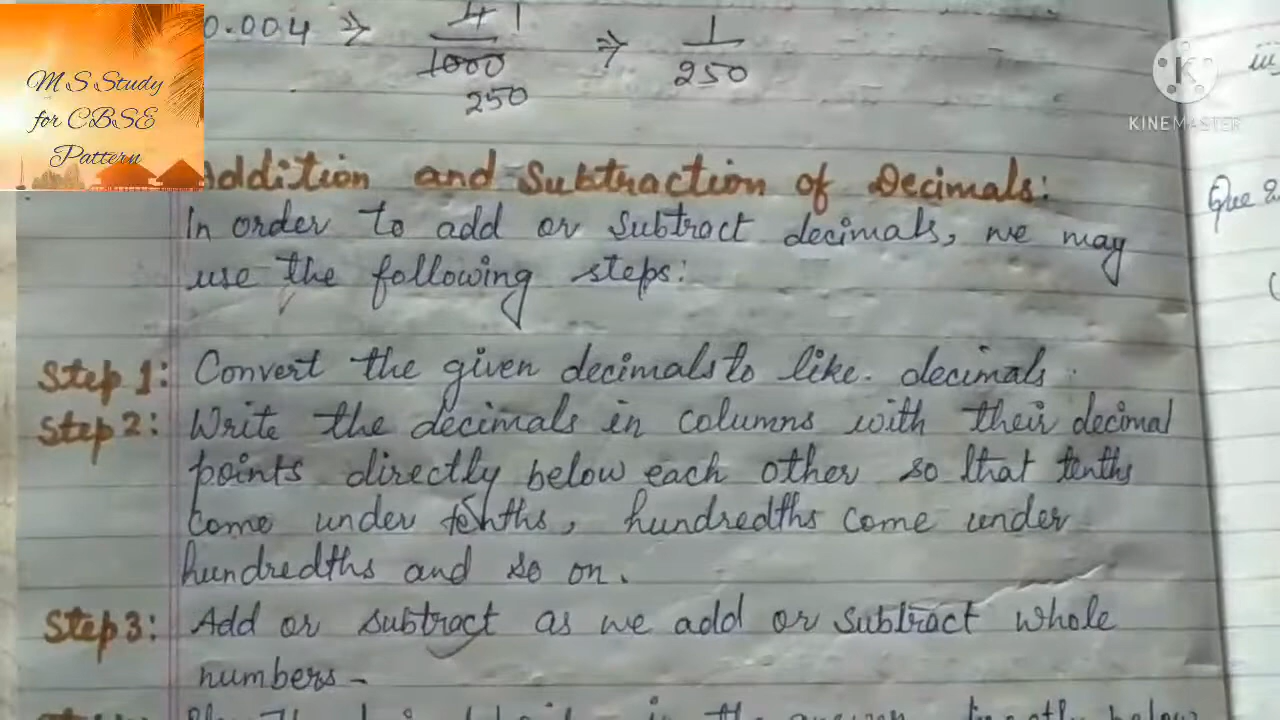 M S Study
for CBSE
Pattern
0.004 ⇒ 4/1000 1 ⇒ 1/250
250
KINEMASTER
iii
Addition and Subtraction of Decimals:
Que 2
In order to add or subtract decimals, we may
use the following steps:
Step 1: Convert the given decimals to like. decimals.
Step 2: Write the decimals in columns with their decimal
points directly below each other so that tenths
come under tenths, hundredths come under
hundredths and so on.
Step 3: Add or subtract as we add or subtract whole
numbers -